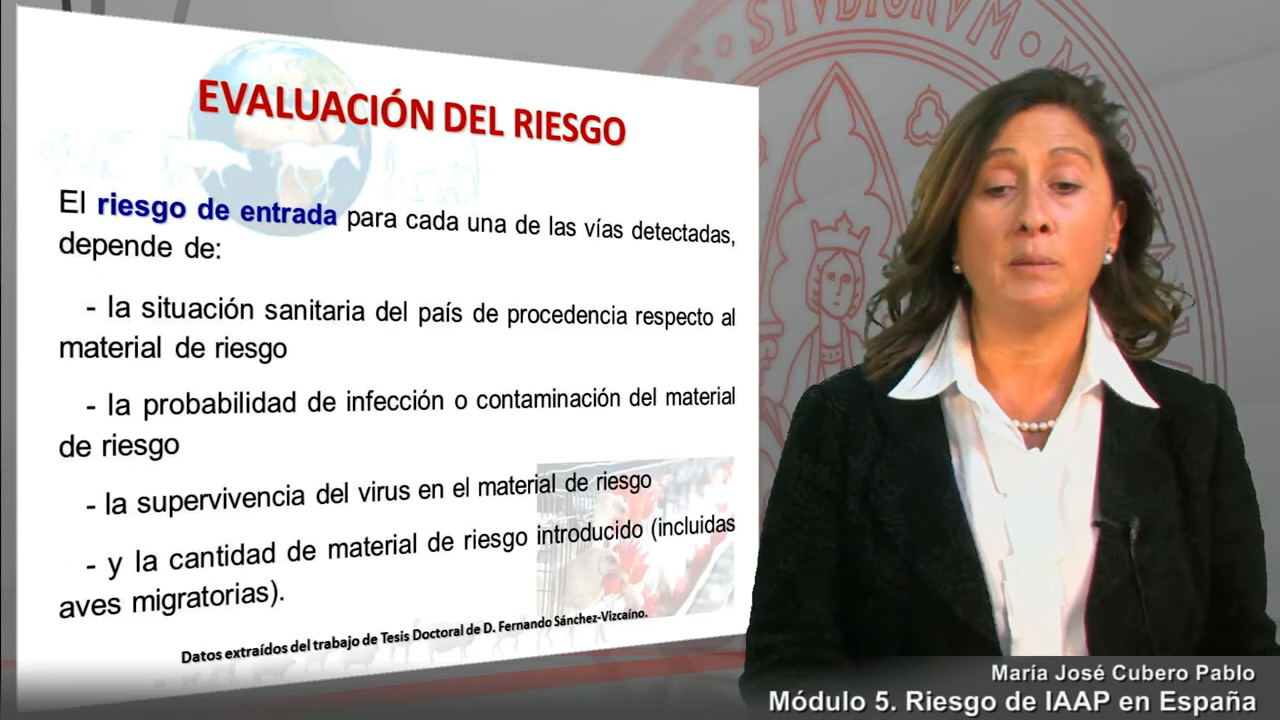 STVDIORVM
EVALUACIÓN DEL RIESGO
El riesgo de entrada para cada una de las vías detectadas,
depende de:
- la situación sanitaria del país de procedencia respecto al
material de riesgo
- la probabilidad de infección o contaminación del material
de riesgo
- la supervivencia del virus en el material de riesgo
- y la cantidad de material de riesgo introducido (incluidas
aves migratorias).
Datos extraídos del trabajo de Tesis Doctoral de D. Fernando Sánchez-Vizcaíno.
María José Cubero Pablo
Módulo 5. Riesgo de IAAP en España